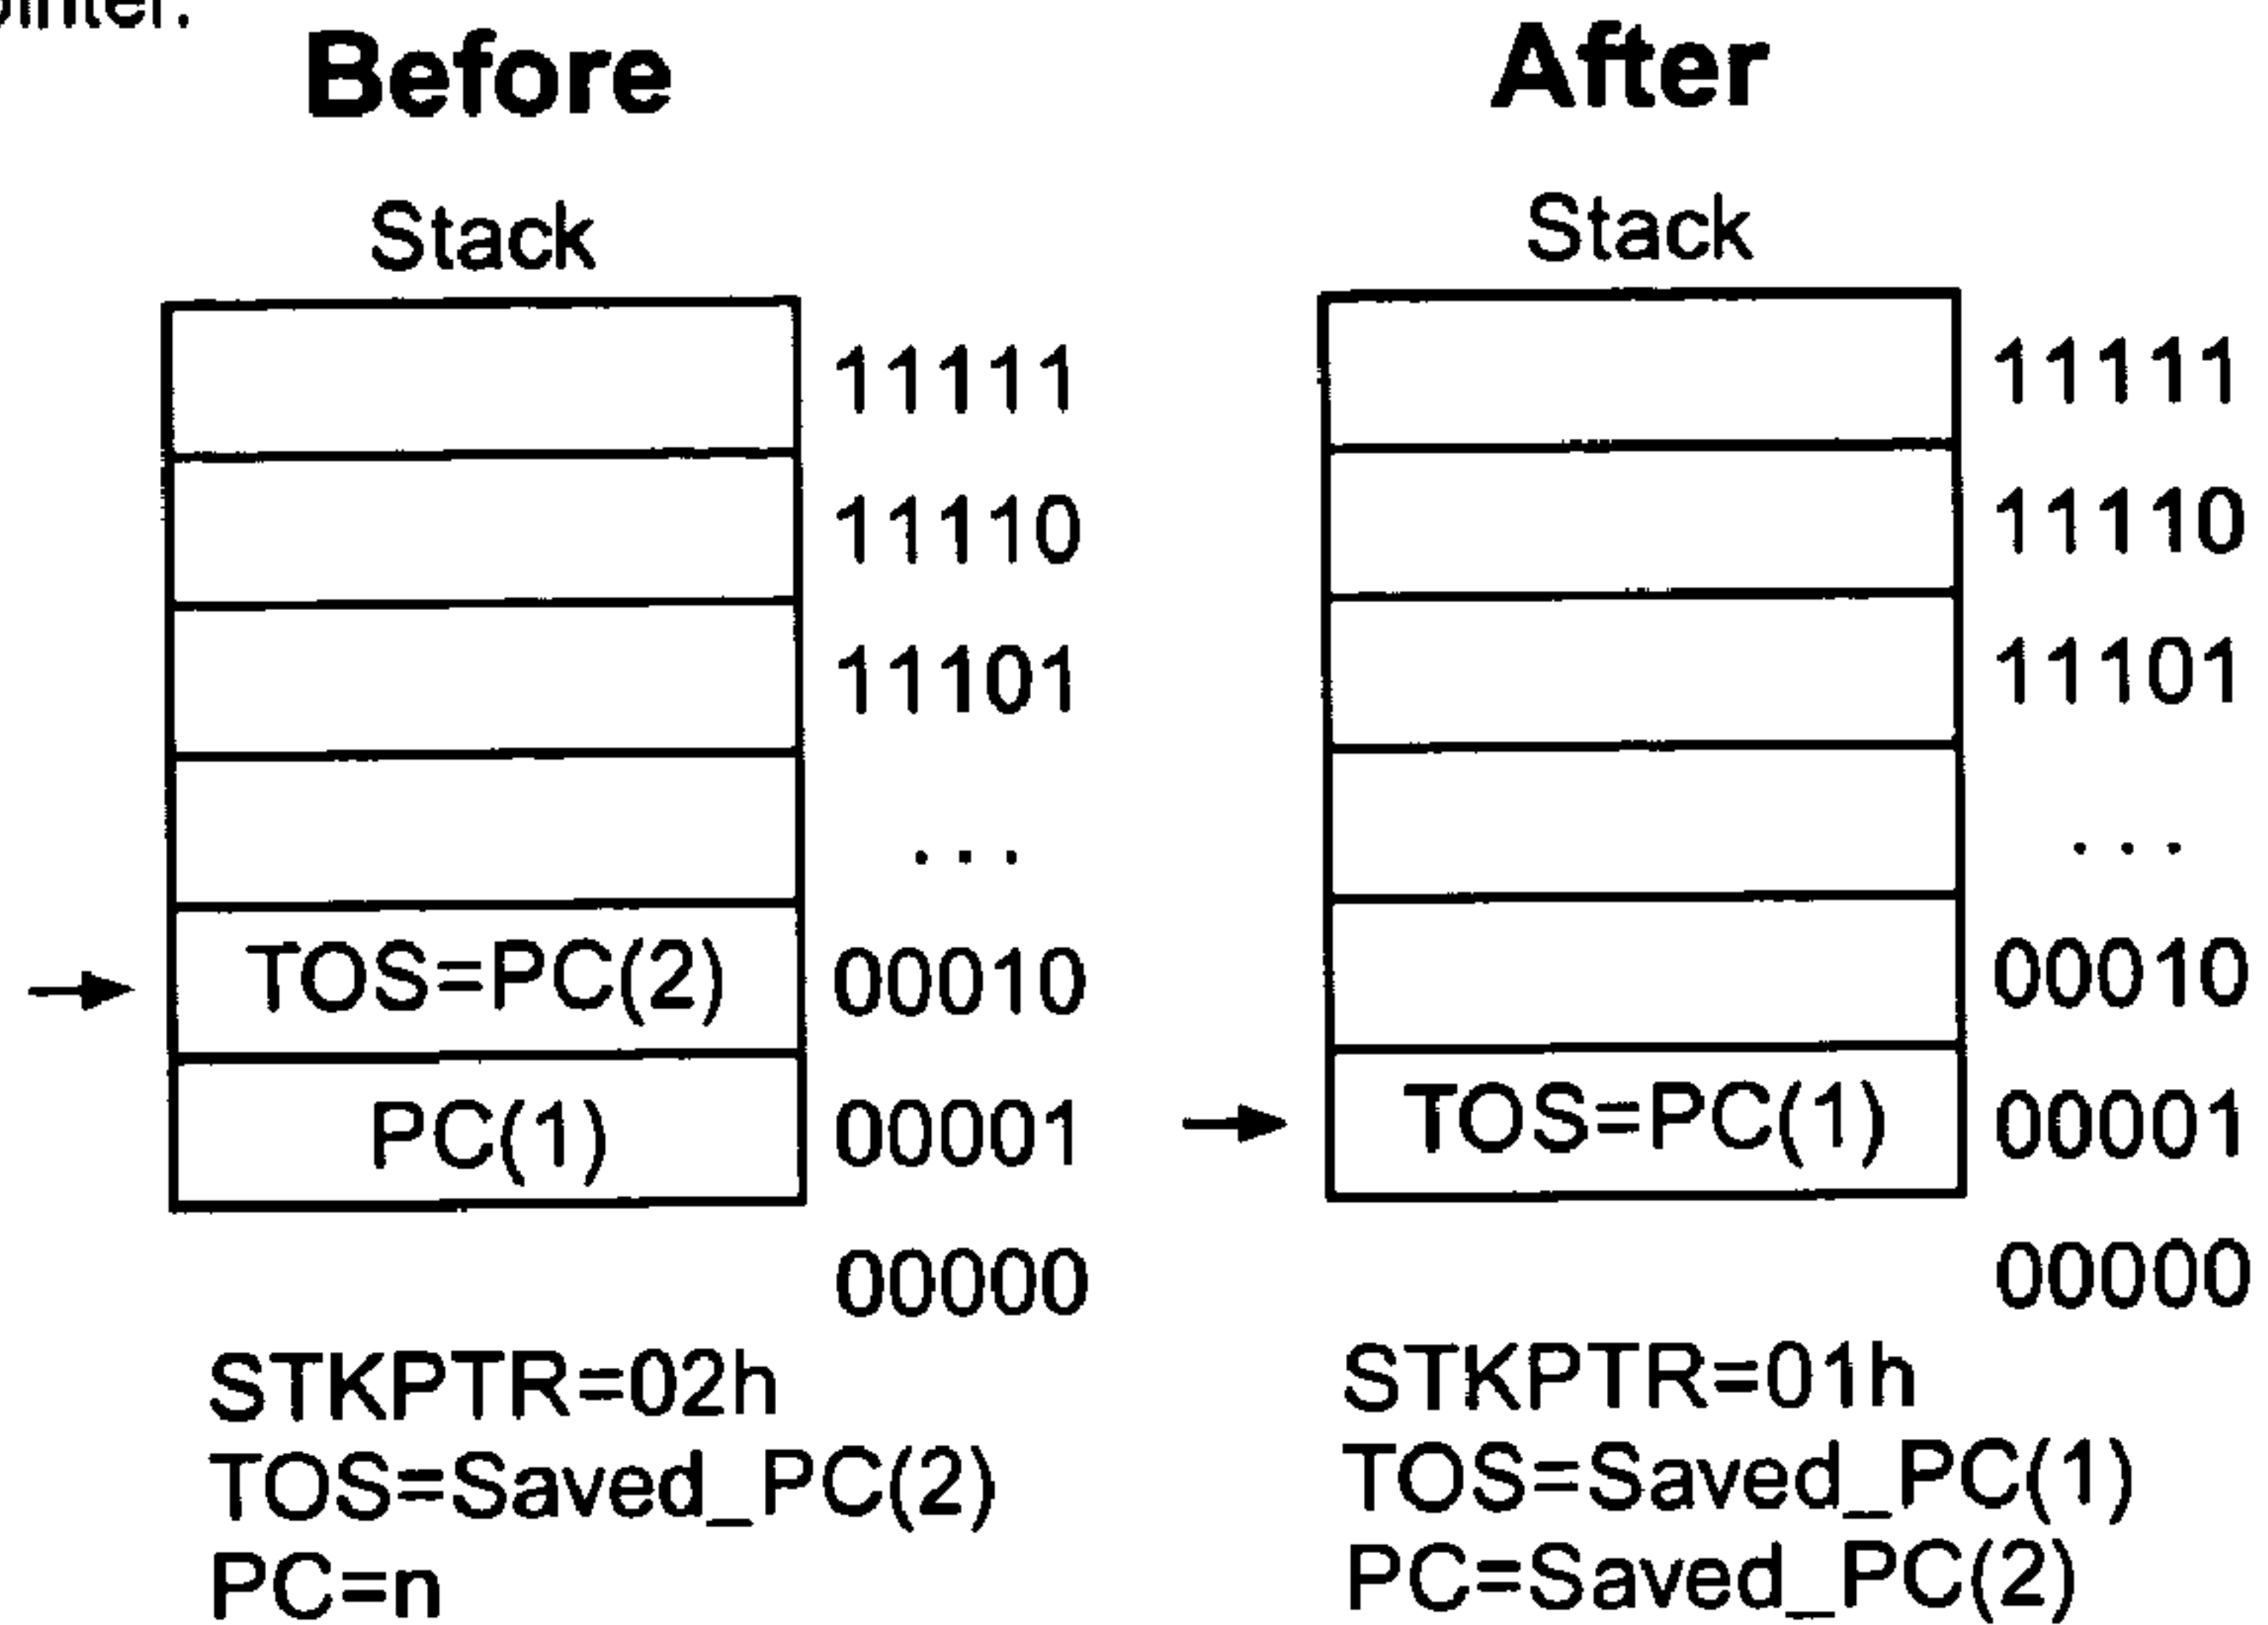 Before
Stack
11111
11110
11101
. . .
TOS=PC(2) 00010
PC(1) 00001
00000
STKPTR=02h
TOS=Saved_PC(2)
PC=n
After
Stack
11111
11110
11101
. . .
00010
TOS=PC(1) 00001
00000
STKPTR=01h
TOS=Saved_PC(1)
PC=Saved_PC(2)